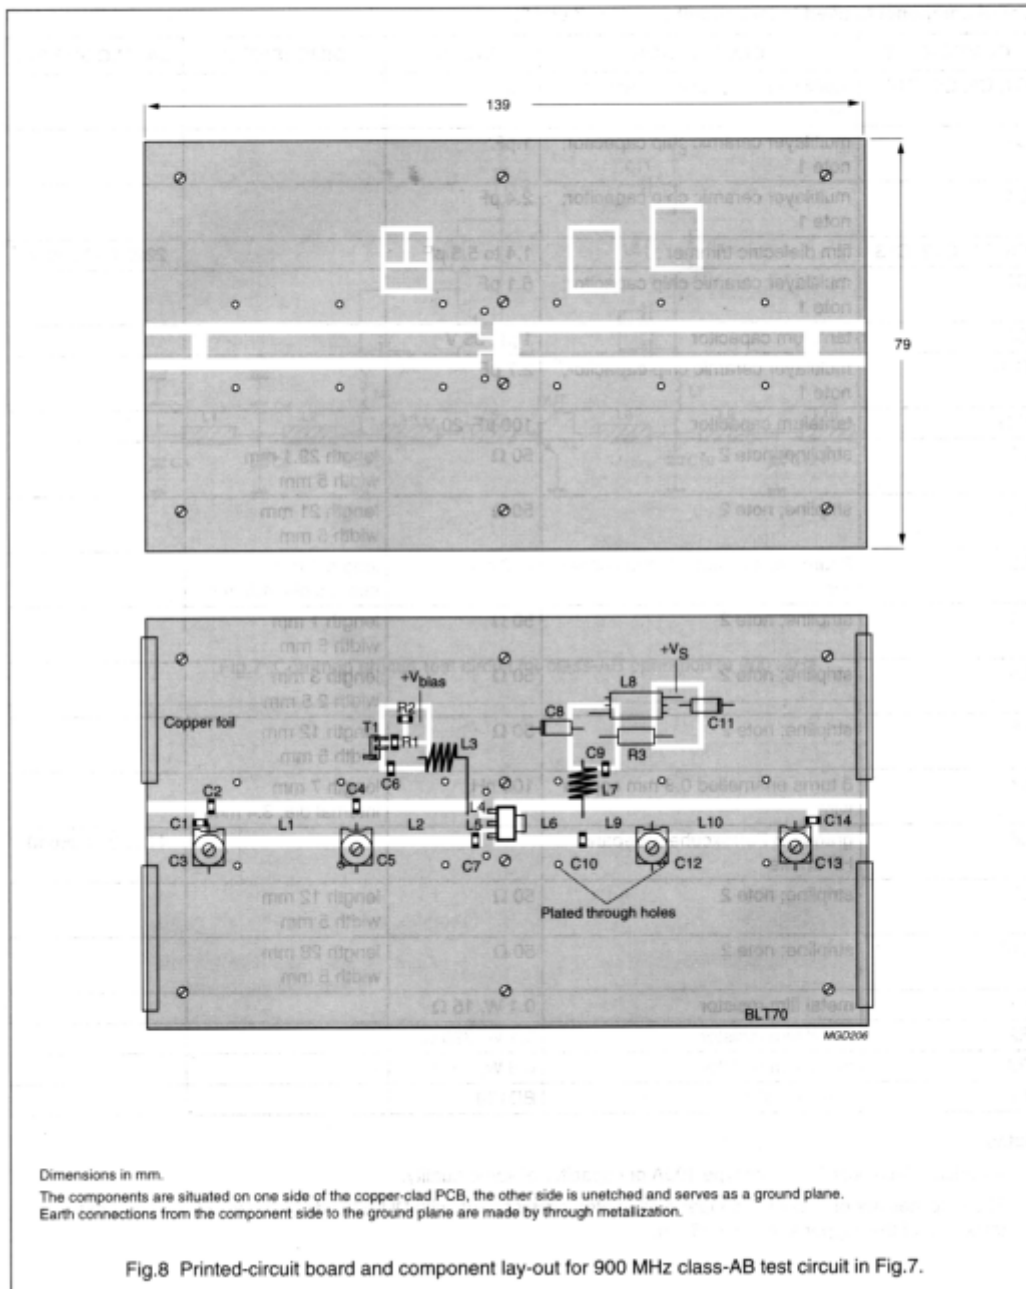 139
79
+Vbias
+VS
L8
R2
C8
C11
Copper foil
T1
R1
L3
R3
C9
C6
L7
C2
C4
L4
C1
L1
L2
L5
L6
L9
L10
C14
C3
C5
C7
C10
C12
C13
Plated through holes
BLT70
MGD206
Dimensions in mm.
The components are situated on one side of the copper-clad PCB, the other side is unetched and serves as a ground plane.
Earth connections from the component side to the ground plane are made by through metallization.
Fig.8 Printed-circuit board and component lay-out for 900 MHz class-AB test circuit in Fig.7.